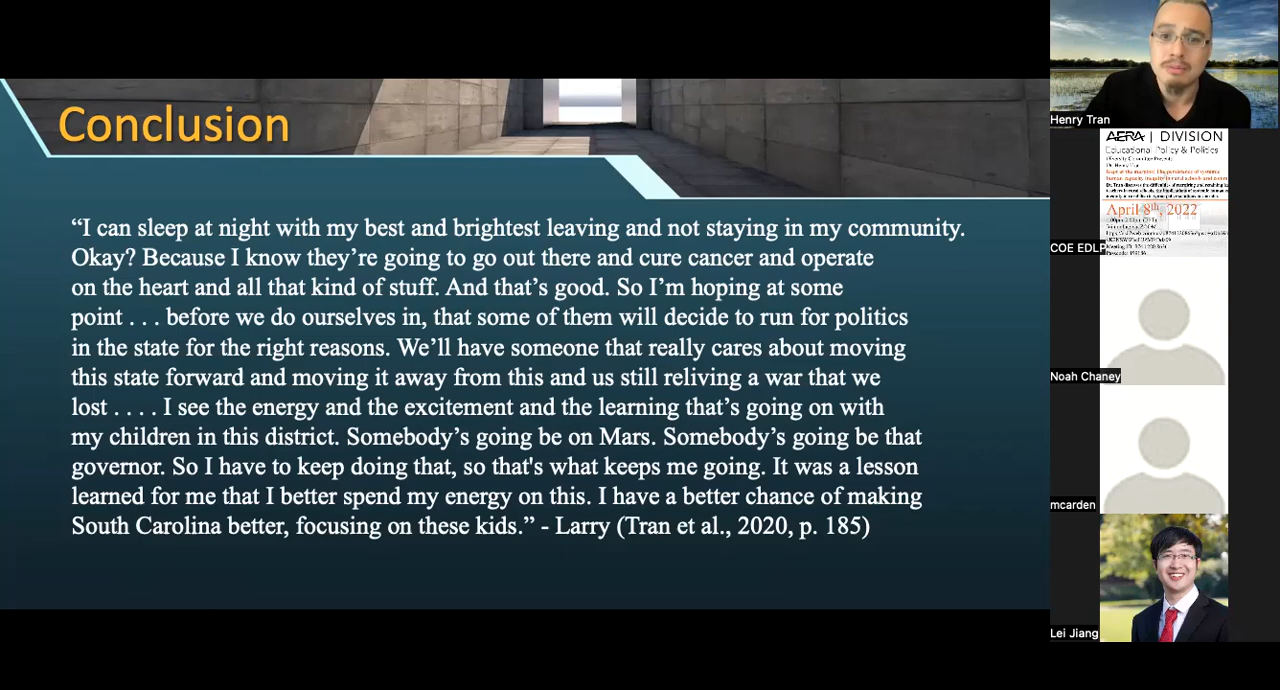 Conclusion
“I can sleep at night with my best and brightest leaving and not staying in my community.
Okay? Because I know they’re going to go out there and cure cancer and operate
on the heart and all that kind of stuff. And that’s good. So I’m hoping at some
point . . . before we do ourselves in, that some of them will decide to run for politics
in the state for the right reasons. We’ll have someone that really cares about moving
this state forward and moving it away from this and us still reliving a war that we
lost . . . . I see the energy and the excitement and the learning that’s going on with
my children in this district. Somebody’s going be on Mars. Somebody’s going be that
governor. So I have to keep doing that, so that's what keeps me going. It was a lesson
learned for me that I better spend my energy on this. I have a better chance of making
South Carolina better, focusing on these kids.” - Larry (Tran et al., 2020, p. 185)
Henry Tran
AERA | DIVISION
Educational Policy & Politics
Diversity Committee Presents
Dr. Henry Tran
April 8th, 2022
COE EDLP
Noah Chaney
mcarden
Lei Jiang